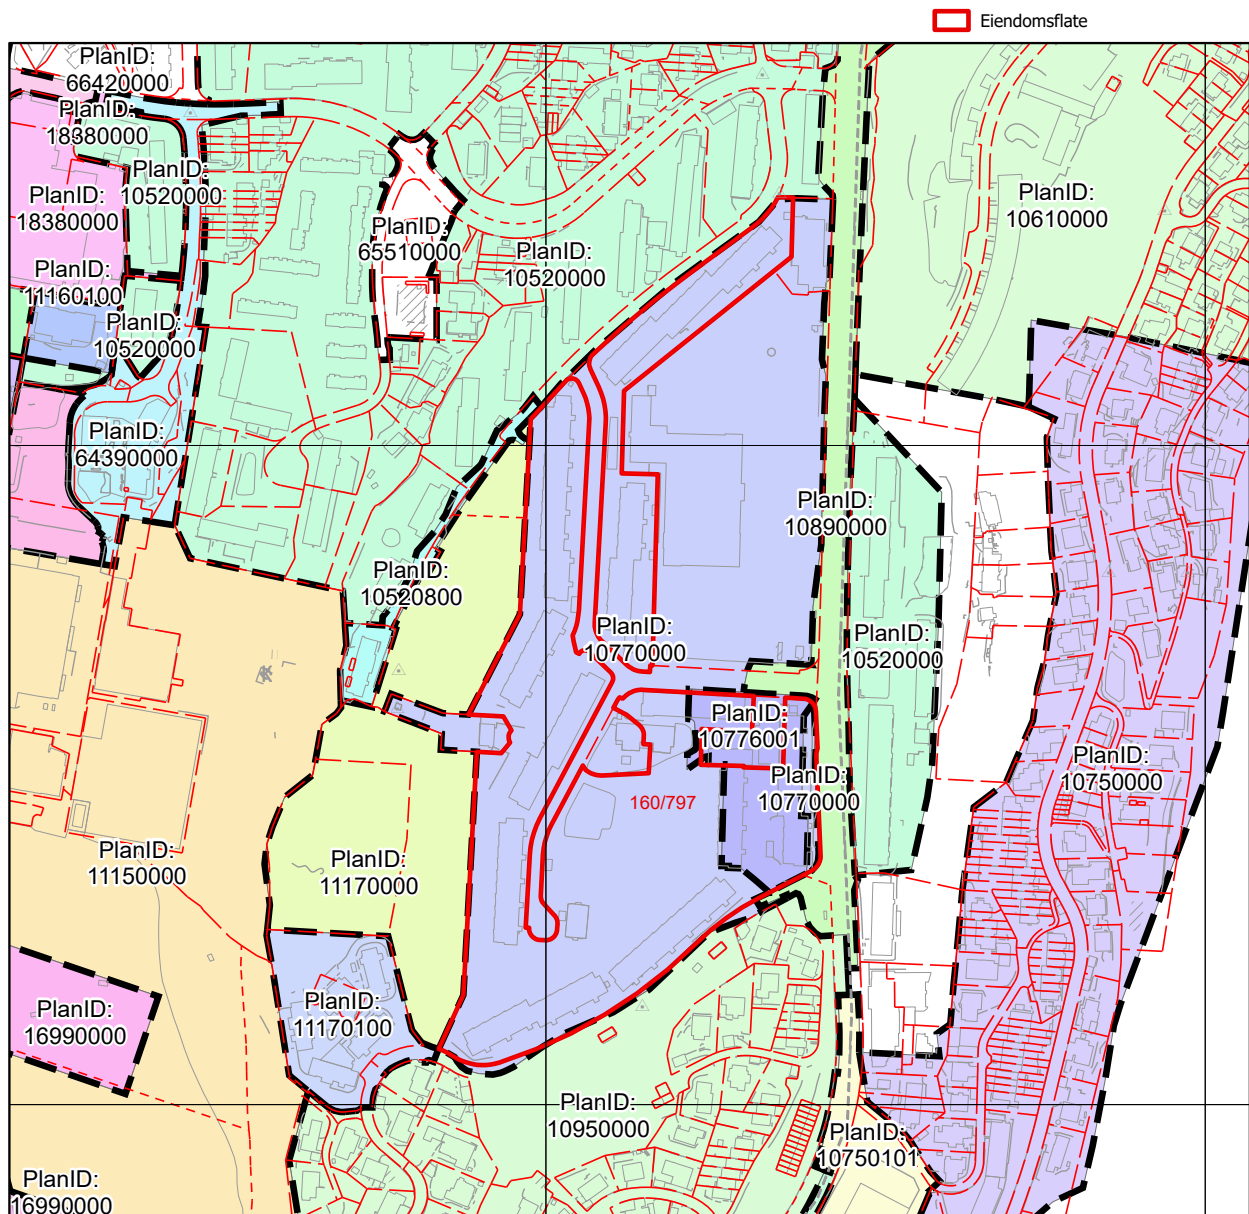 Eiendomsflate
PlanID:
66420000
PlanID:
18380000
PlanID:
10520000
PlanID:
18380000
PlanID:
10610000
PlanID:
65510000
PlanID:
10520000
PlanID:
11160100
PlanID:
10520000
PlanID:
64390000
PlanID:
10890000
PlanID:
10520800
PlanID:
10770000
PlanID:
10520000
PlanID:
10776001
PlanID:
10750000
PlanID:
10770000
160/797
PlanID:
11150000
PlanID:
11170000
PlanID:
16990000
PlanID:
11170100
PlanID:
10950000
PlanID:
10750101
PlanID:
16990000